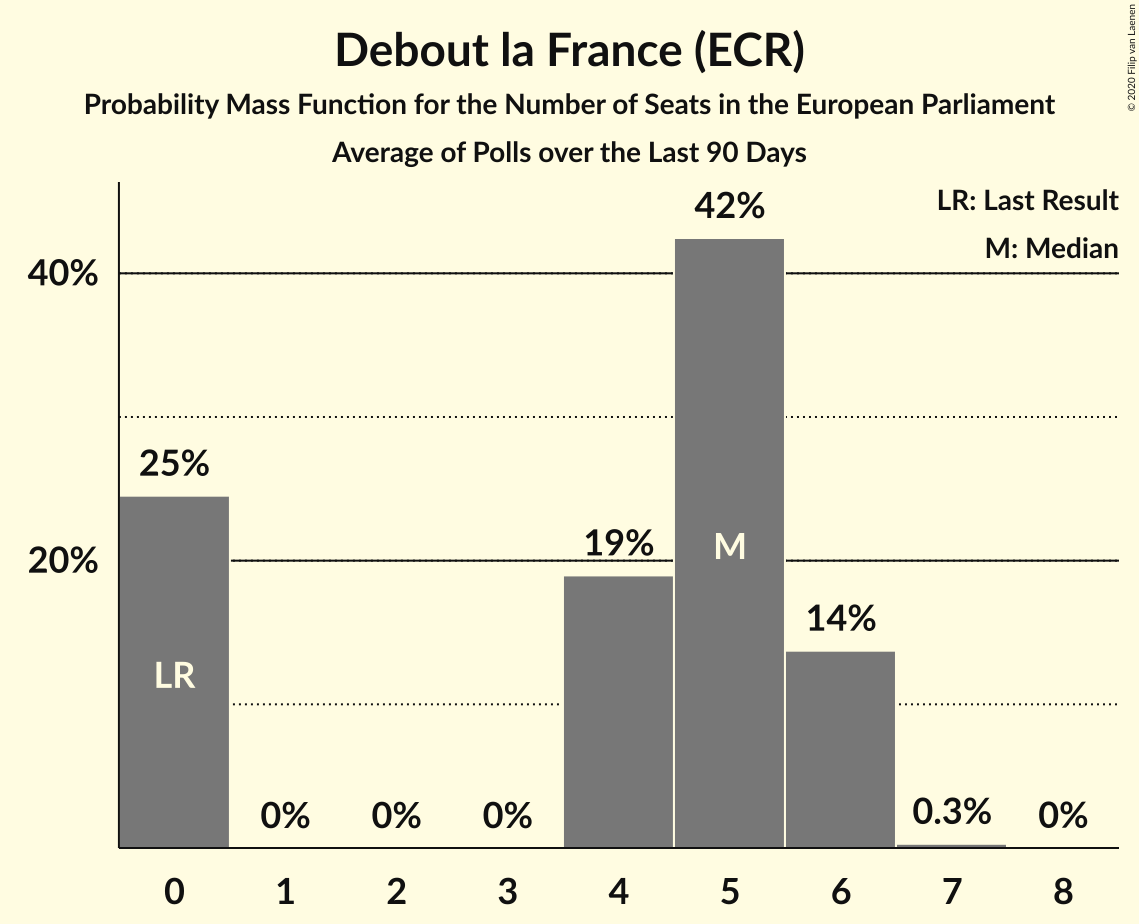 Debout la France (ECR)
Probability Mass Function for the Number of Seats in the European Parliament
Average of Polls over the Last 90 Days
© 2020 Filip van Laenen
LR: Last Result
M: Median
42%
40%
25%
19%
M
20%
14%
LR
0%
0%
0%
0.3%
0%
0 1 2 3 4 5 6 7 8